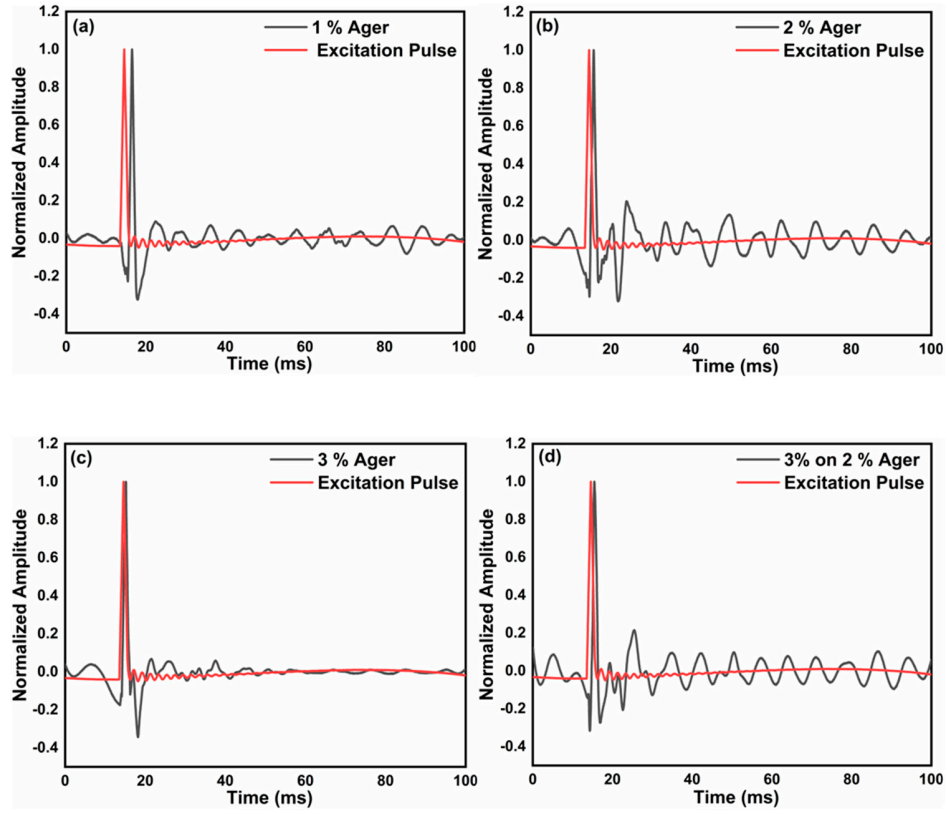 (a)
1 % Ager
Excitation Pulse
Normalized Amplitude
1.2
1.0
0.8
0.6
0.4
0.2
0.0
-0.2
-0.4
0 20 40 60 80 100
Time (ms)
(b)
2 % Ager
Excitation Pulse
Normalized Amplitude
1.2
1.0
0.8
0.6
0.4
0.2
0.0
-0.2
-0.4
0 20 40 60 80 100
Time (ms)
(c)
3 % Ager
Excitation Pulse
Normalized Amplitude
1.2
1.0
0.8
0.6
0.4
0.2
0.0
-0.2
-0.4
0 20 40 60 80 100
Time (ms)
(d)
3% on 2 % Ager
Excitation Pulse
Normalized Amplitude
1.2
1.0
0.8
0.6
0.4
0.2
0.0
-0.2
-0.4
0 20 40 60 80 100
Time (ms)